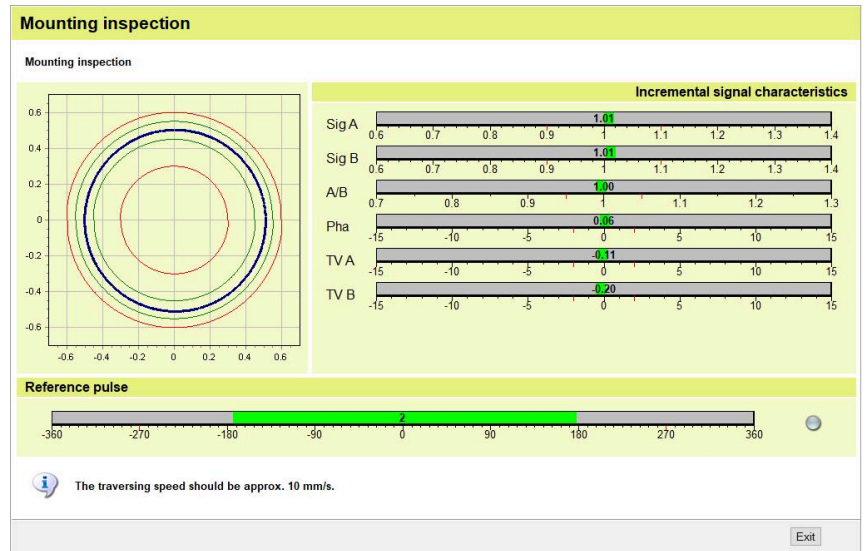 Mounting inspection
Mounting inspection
Incremental signal characteristics
0.6
0.4
0.2
0
-0.2
-0.4
-0.6
-0.6 -0.4 -0.2 0 0.2 0.4 0.6
Sig A 1.01
0.6 0.7 0.8 0.9 1 1.1 1.2 1.3 1.4
Sig B 1.01
0.6 0.7 0.8 0.9 1 1.1 1.2 1.3 1.4
A/B 1.00
0.7 0.8 0.9 1 1.1 1.2 1.3
Pha 0.06
-15 -10 -5 0 5 10 15
TV A -0.11
-15 -10 -5 0 5 10 15
TV B -0.20
-15 -10 -5 0 5 10 15
Reference pulse
2
-360 -270 -180 -90 0 90 180 270 360
The traversing speed should be approx. 10 mm/s.
Exit